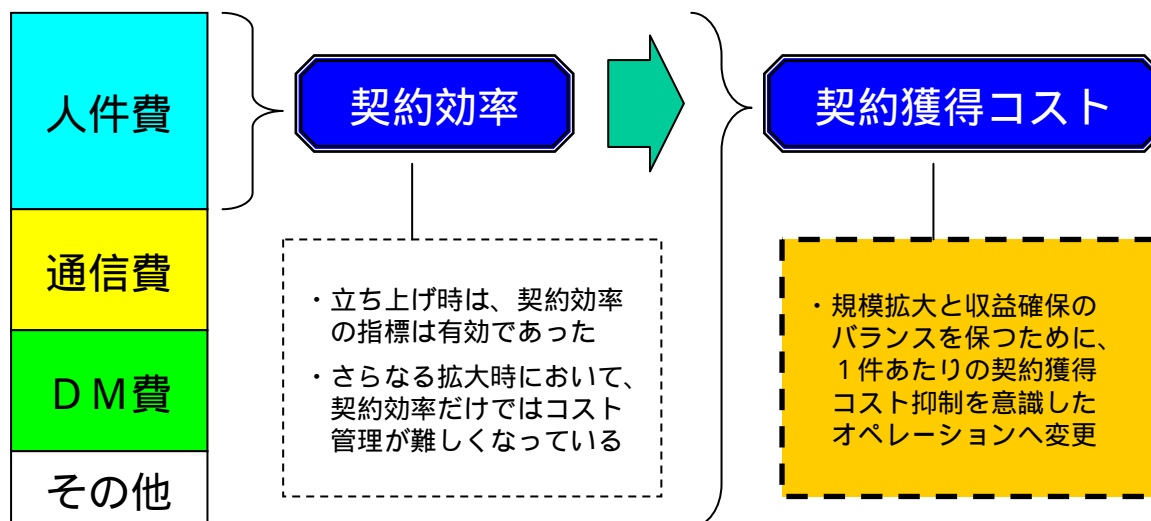 人件費
通信費
ＤＭ費
その他
契約効率
契約獲得コスト
・立ち上げ時は、契約効率
の指標は有効であった
・さらなる拡大時において、
契約効率だけではコスト
管理が難しくなっている
・規模拡大と収益確保の
バランスを保つために、
１件あたりの契約獲得
コスト抑制を意識した
オペレーションへ変更